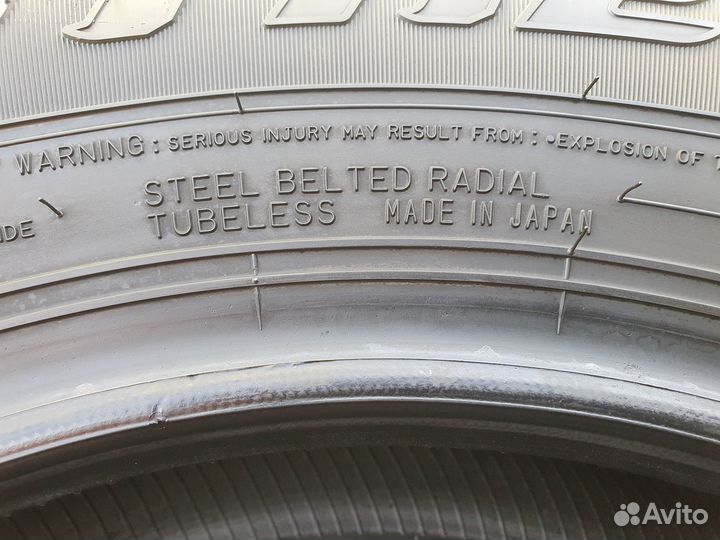 WARNING: SERIOUS INJURY MAY RESULT FROM: •EXPLOSION OF
STEEL BELTED RADIAL
TUBELESS MADE IN JAPAN
Avito